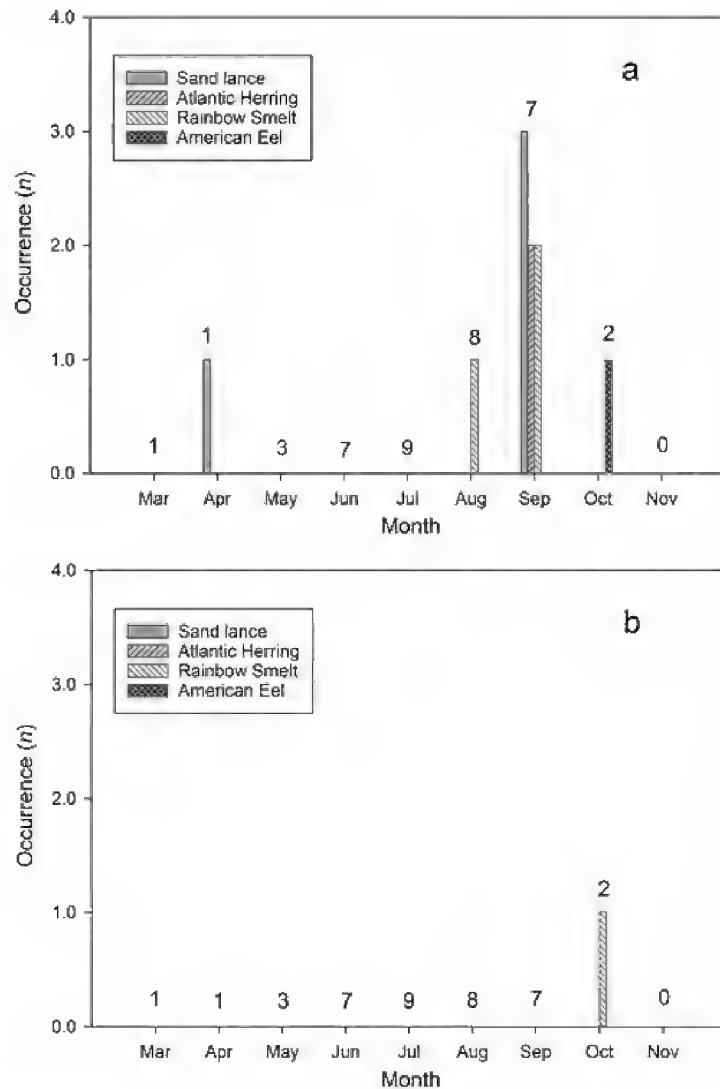 4.0
a
Sand lance
Atlantic Herring
Rainbow Smelt
American Eel
7
3.0
Occurrence (n)
2.0
1
8
2
1.0
1
3
7
9
0
0.0
Mar Apr May Jun Jul Aug Sep Oct Nov
Month
4.0
b
Sand lance
Atlantic Herring
Rainbow Smelt
American Eel
3.0
Occurrence (n)
2.0
2
1.0
1 1 3 7 9 8 7 0
0.0
Mar Apr May Jun Jul Aug Sep Oct Nov
Month